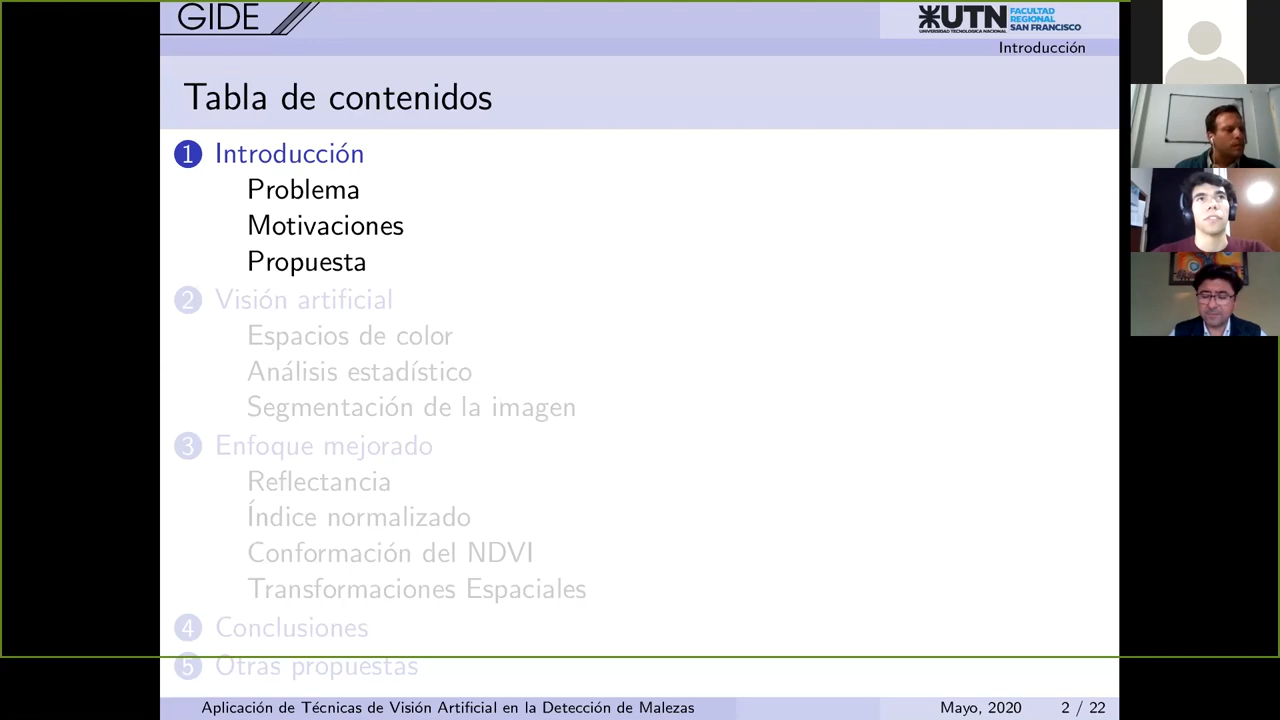 GIDE
UTN
UNIVERSIDAD TECNOLÓGICA NACIONAL
FACULTAD
REGIONAL
SAN FRANCISCO
Introducción
Tabla de contenidos
1 Introducción
Problema
Motivaciones
Propuesta
2 Visión artificial
Espacios de color
Análisis estadístico
Segmentación de la imagen
3 Enfoque mejorado
Reflectancia
Índice normalizado
Conformación del NDVI
Transformaciones Espaciales
4 Conclusiones
5 Otras propuestas
Aplicación de Técnicas de Visión Artificial en la Detección de Malezas
Mayo, 2020
2 / 22